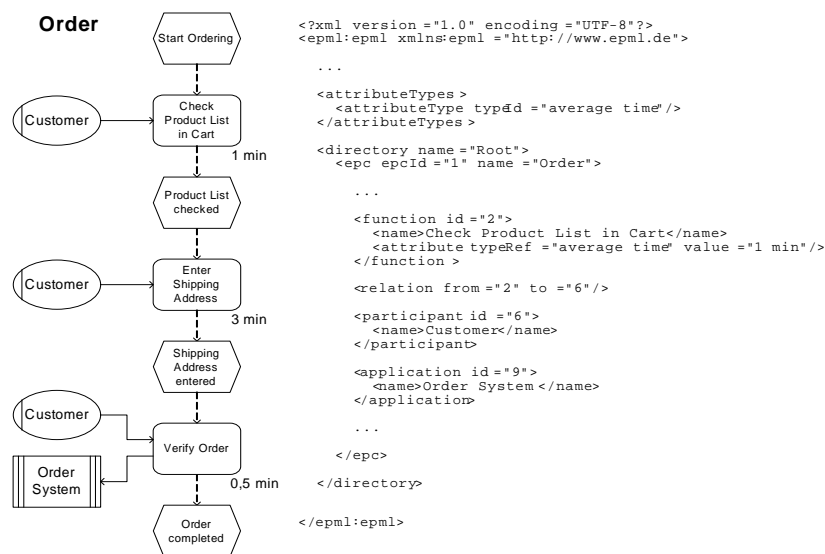 Order
Start Ordering
Customer
Check
Product List
in Cart
1 min
Product List
checked
Customer
Enter
Shipping
Address
3 min
Shipping
Address
entered
Customer
Verify Order
Order
System
0,5 min
Order
completed
<?xml version ="1.0" encoding ="UTF-8"?>
<epml:epml xmlns:epml ="http://www.epml.de">
...
<attributeTypes >
<attributeType typeId ="average time"/>
</attributeTypes >
<directory name ="Root">
<epc epcId ="1" name ="Order">
...
<function id ="2">
<name>Check Product List in Cart</name>
<attribute typeRef ="average time" value ="1 min"/>
</function >
<relation from ="2" to ="6"/>
<participant id ="6">
<name>Customer</name>
</participant>
<application id ="9">
<name>Order System </name>
</application>
...
</epc>
</directory>
</epml:epml>